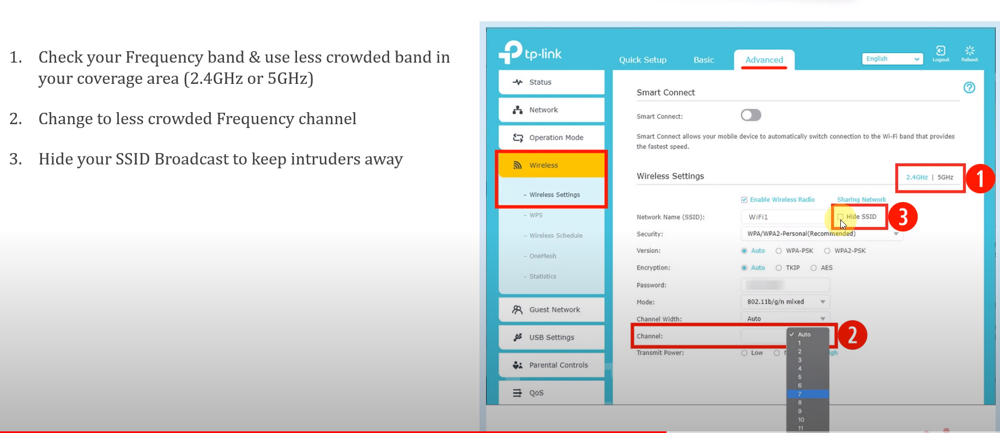 1. Check your Frequency band & use less crowded band in
your coverage area (2.4GHz or 5GHz)
2. Change to less crowded Frequency channel
3. Hide your SSID Broadcast to keep intruders away
tp-link
Quick Setup Basic Advanced English Logout Reboot
Status
Network
Operation Mode
Wireless
- Wireless Settings
- WPS
- Wireless Schedule
- OneMesh
- Statistics
Guest Network
USB Settings
Parental Controls
QoS
Smart Connect ?
Smart Connect:
Smart Connect allows your mobile device to automatically switch connection to the Wi-Fi band that provides
the fastest speed.
Wireless Settings 2.4GHz | 5GHz 1
Enable Wireless Radio Sharing Network
Network Name (SSID): WiFi1 Hide SSID 3
Security: WPA/WPA2-Personal(Recommended)
Version: Auto WPA-PSK WPA2-PSK
Encryption: Auto TKIP AES
Password:
Mode: 802.11b/g/n mixed
Channel Width: Auto
Channel: 2
Transmit Power: Low
Auto
1
2
3
4
5
6
7
8
9
10
11